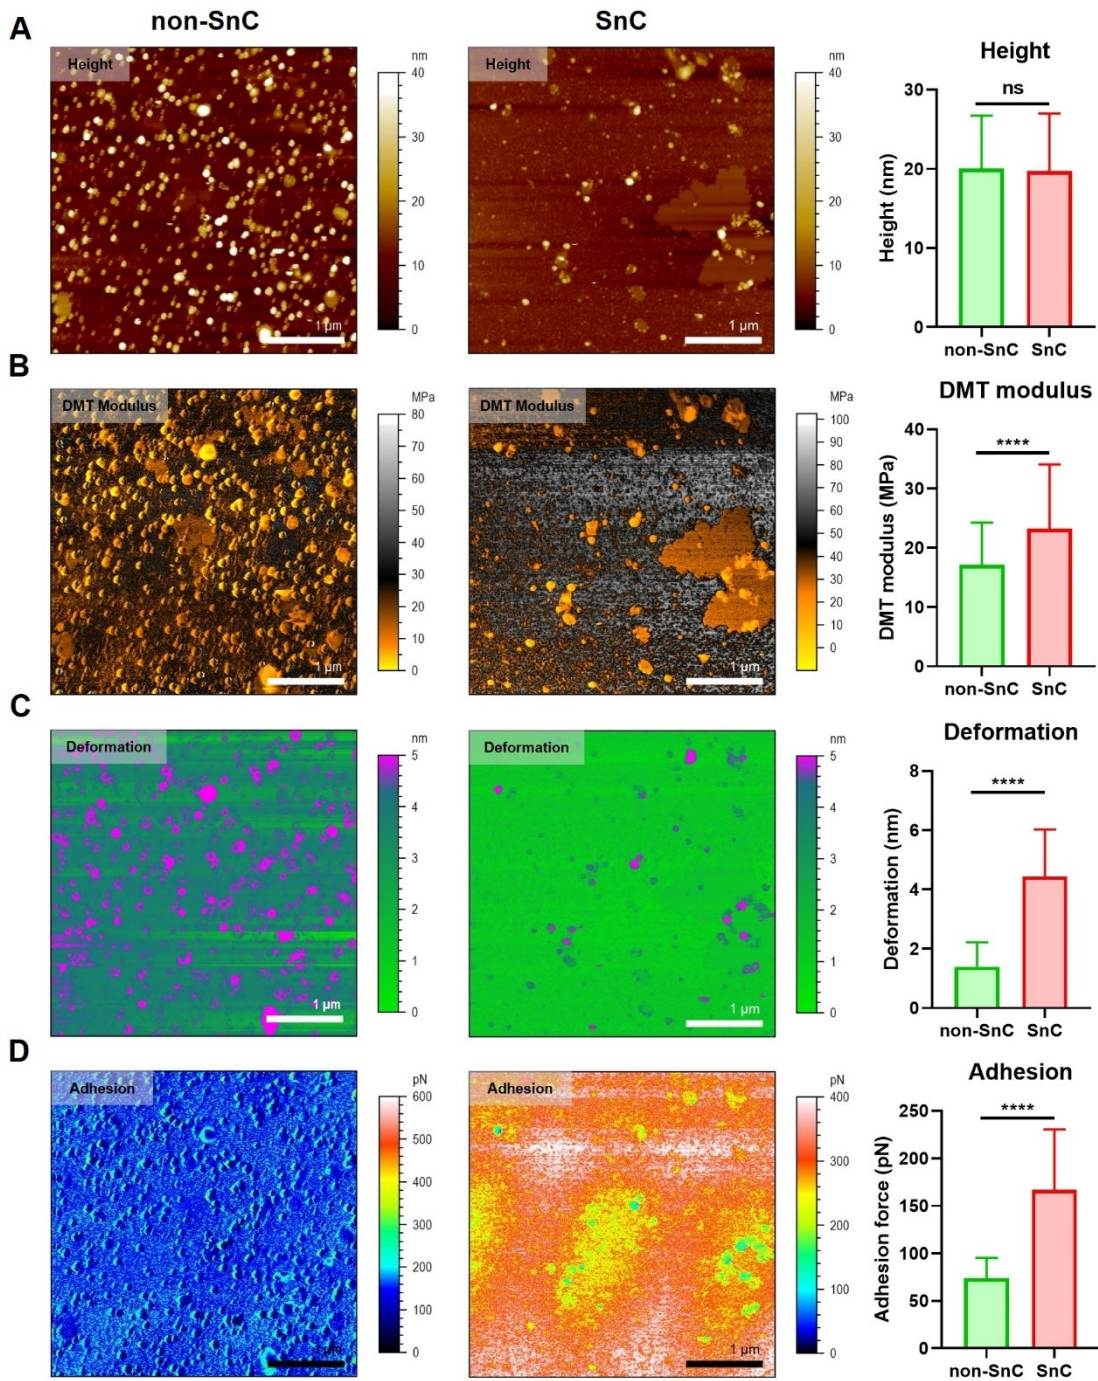 non-SnC
SnC
A
Height
nm
40
30
20
10
0
1 µm
Height
nm
40
30
20
10
0
1 µm
Height
ns
Height (nm)
30
20
10
0
non-SnC SnC
B
DMT Modulus
MPa
80
70
60
50
40
30
20
10
0
1 µm
DMT Modulus
MPa
100
90
80
70
60
50
40
30
20
10
0
1 µm
DMT modulus
****
DMT modulus (MPa)
40
30
20
10
0
non-SnC SnC
C
Deformation
nm
5
4
3
2
1
0
1 µm
Deformation
nm
5
4
3
2
1
0
1 µm
Deformation
****
Deformation (nm)
8
6
4
2
0
non-SnC SnC
D
Adhesion
pN
600
500
400
300
200
100
0
1 µm
Adhesion
pN
400
300
200
100
0
1 µm
Adhesion
****
Adhesion force (pN)
250
200
150
100
50
0
non-SnC SnC